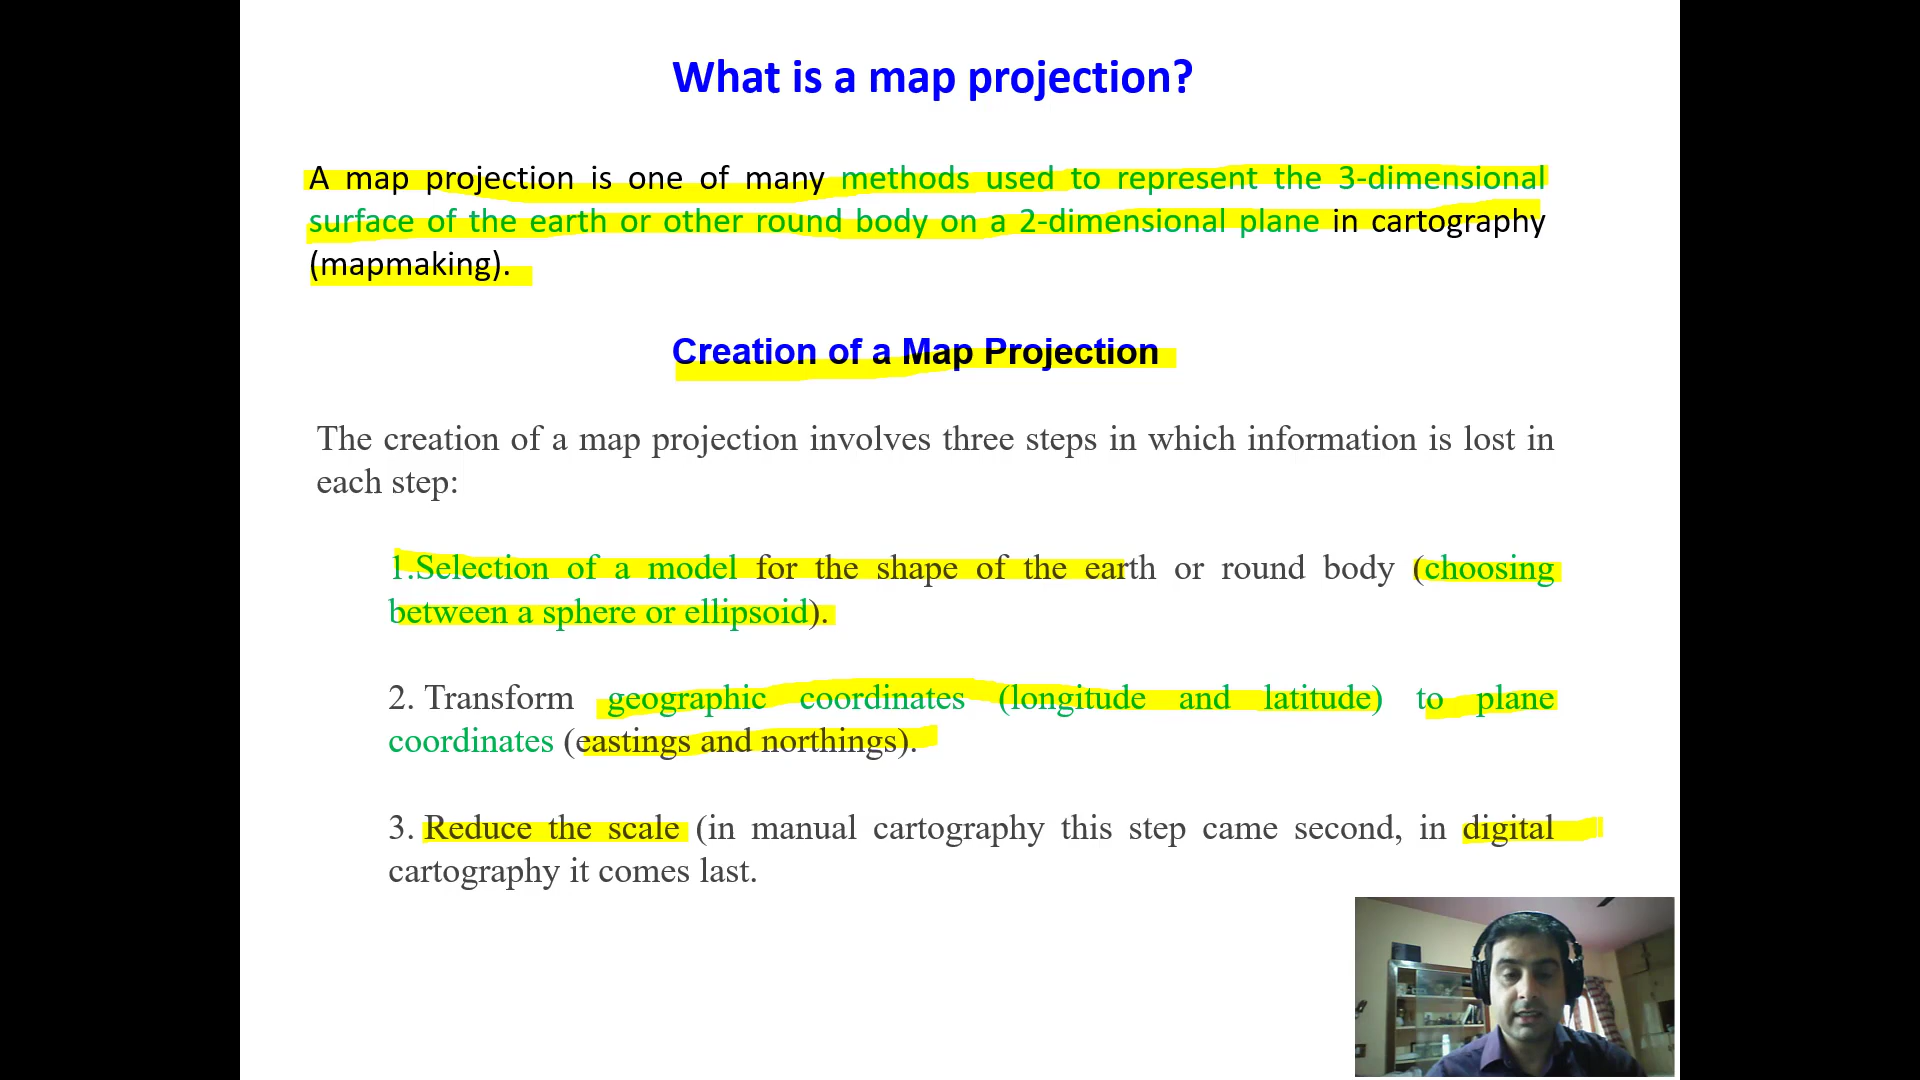 What is a map projection?
A map projection is one of many methods used to represent the 3-dimensional
surface of the earth or other round body on a 2-dimensional plane in cartography
(mapmaking).
Creation of a Map Projection
The creation of a map projection involves three steps in which information is lost in
each step:
1.Selection of a model for the shape of the earth or round body (choosing
between a sphere or ellipsoid).
2. Transform geographic coordinates (longitude and latitude) to plane
coordinates (eastings and northings).
3. Reduce the scale (in manual cartography this step came second, in digital
cartography it comes last.